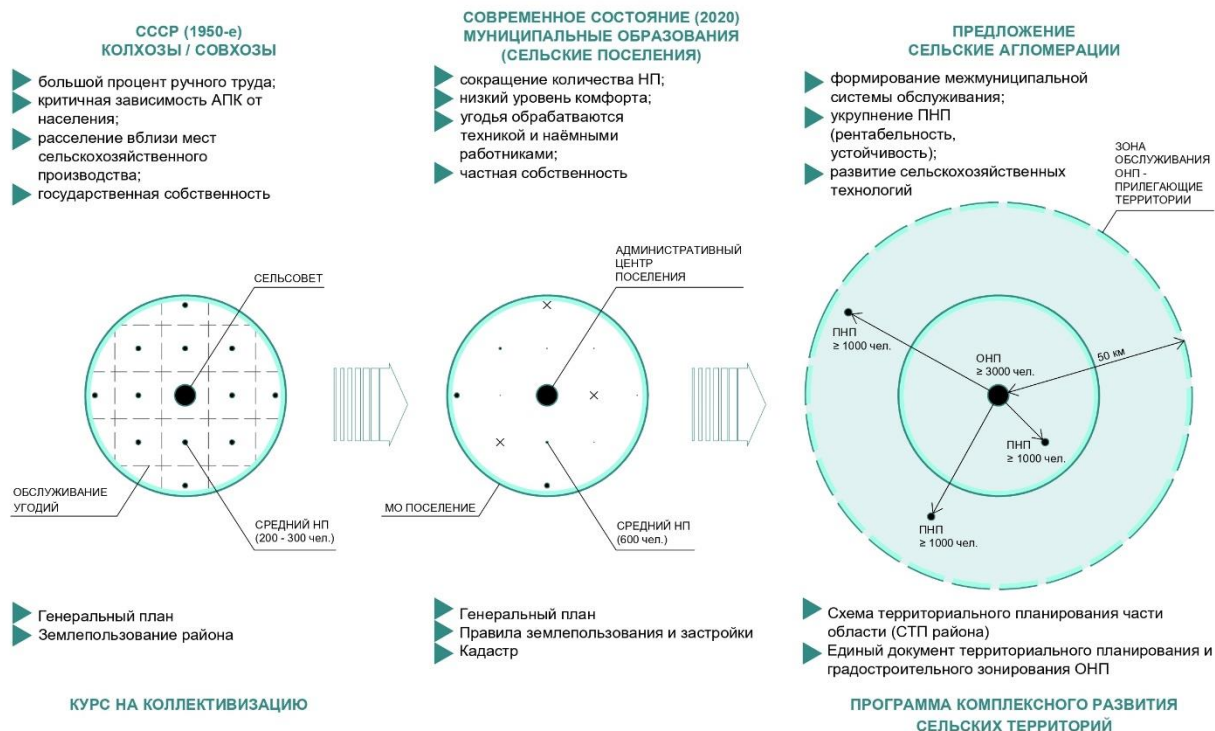 СССР (1950-е)
КОЛХОЗЫ / СОВХОЗЫ
большой процент ручного труда;
критичная зависимость АПК от
населения;
расселение вблизи мест
сельскохозяйственного
производства;
государственная собственность
СЕЛЬСОВЕТ
ОБСЛУЖИВАНИЕ
УГОДИЙ
СРЕДНИЙ НП
(200 - 300 чел.)
Генеральный план
Землепользование района
КУРС НА КОЛЛЕКТИВИЗАЦИЮ
СОВРЕМЕННОЕ СОСТОЯНИЕ (2020)
МУНИЦИПАЛЬНЫЕ ОБРАЗОВАНИЯ
(СЕЛЬСКИЕ ПОСЕЛЕНИЯ)
сокращение количества НП;
низкий уровень комфорта;
угодья обрабатваются
техникой и наёмными
работниками;
частная собственность
АДМИНИСТРАТИВНЫЙ
ЦЕНТР
ПОСЕЛЕНИЯ
МО ПОСЕЛЕНИЕ
СРЕДНИЙ НП
(600 чел.)
Генеральный план
Правила землепользования и застройки
Кадастр
ПРЕДЛОЖЕНИЕ
СЕЛЬСКИЕ АГЛОМЕРАЦИИ
формирование межмуниципальной
системы обслуживания;
укрупнение ПНП
(рентабельность,
устойчивость);
развитие сельскохозяйственных
технологий
ЗОНА
ОБСЛУЖИВАНИЯ
ОНП -
ПРИЛЕГАЮЩИЕ
ТЕРРИТОРИИ
ПНП
≥ 1000 чел.
ОНП
≥ 3000 чел.
50 км
ПНП
≥ 1000 чел.
ПНП
≥ 1000 чел.
Схема территориального планирования части
области (СТП района)
Единый документ территориального планирования и
градостроительного зонирования ОНП
ПРОГРАММА КОМПЛЕКСНОГО РАЗВИТИЯ
СЕЛЬСКИХ ТЕРРИТОРИЙ